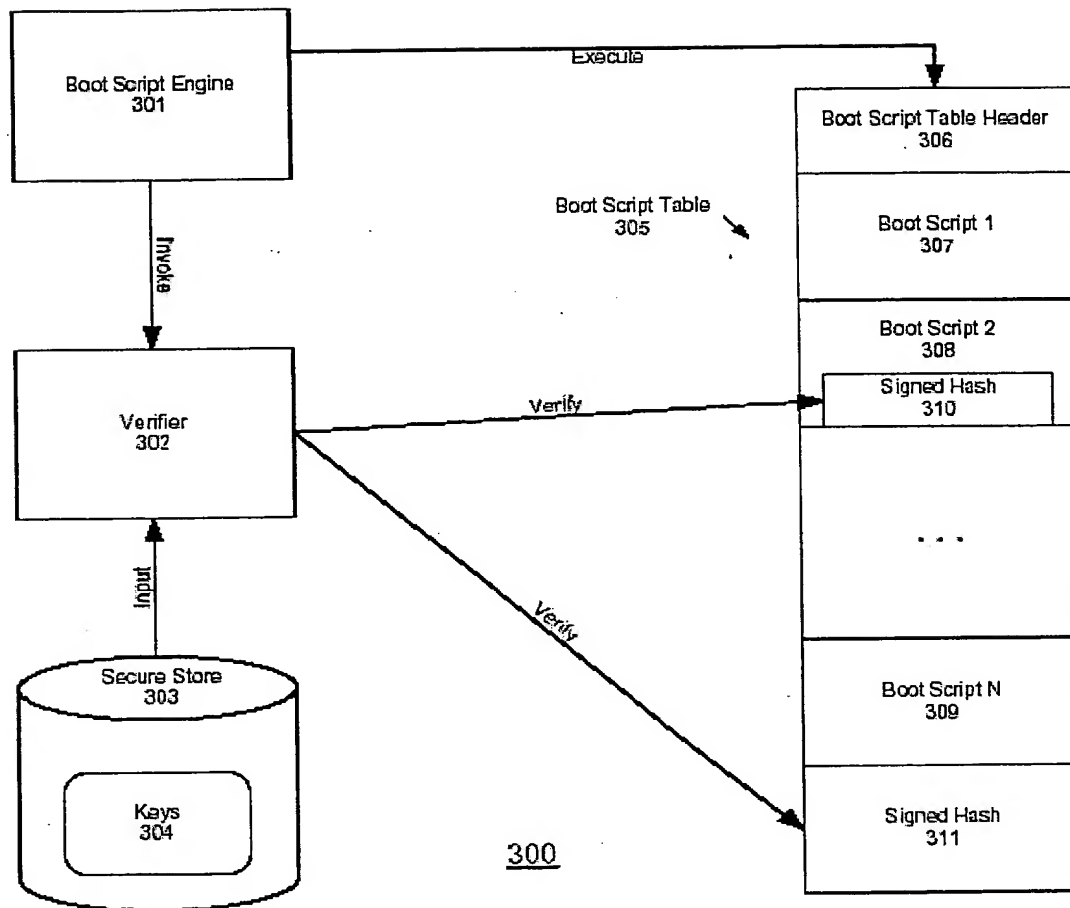 Boot Script Engine
301
Execute
Boot Script Table Header
306
Boot Script Table
305
Boot Script 1
307
Invoke
Boot Script 2
308
Signed Hash
310
Verify
Verifier
302
. . .
Input
Verify
Secure Store
303
Boot Script N
309
Keys
304
Signed Hash
311
300